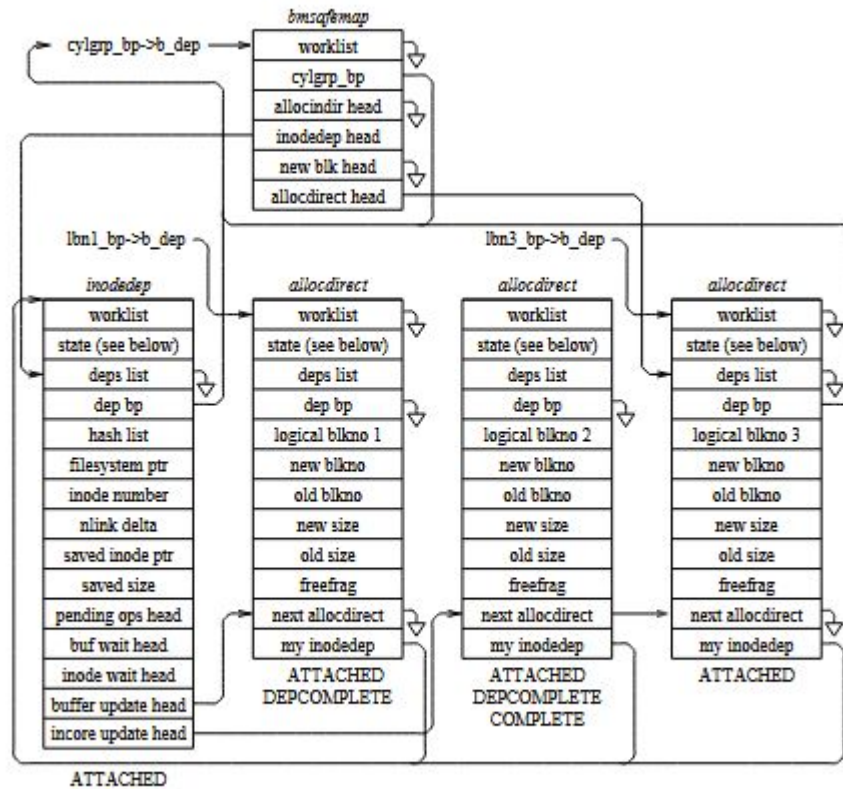 bmsafemap
cylgrp_bp->b_dep
worklist
cylgrp_bp
allocindir head
inodedep head
new blk head
allocdirect head
lbn1_bp->b_dep
lbn3_bp->b_dep
inodedep
worklist
state (see below)
deps list
dep bp
hash list
filesystem ptr
inode number
nlink delta
saved inode ptr
saved size
pending ops head
buf wait head
inode wait head
buffer update head
incore update head
ATTACHED
allocdirect
worklist
state (see below)
deps list
dep bp
logical blkno 1
new blkno
old blkno
new size
old size
freefrag
next allocdirect
my inodedep
ATTACHED
DEPCOMPLETE
allocdirect
worklist
state (see below)
deps list
dep bp
logical blkno 2
new blkno
old blkno
new size
old size
freefrag
next allocdirect
my inodedep
ATTACHED
DEPCOMPLETE
COMPLETE
allocdirect
worklist
state (see below)
deps list
dep bp
logical blkno 3
new blkno
old blkno
new size
old size
freefrag
next allocdirect
my inodedep
ATTACHED